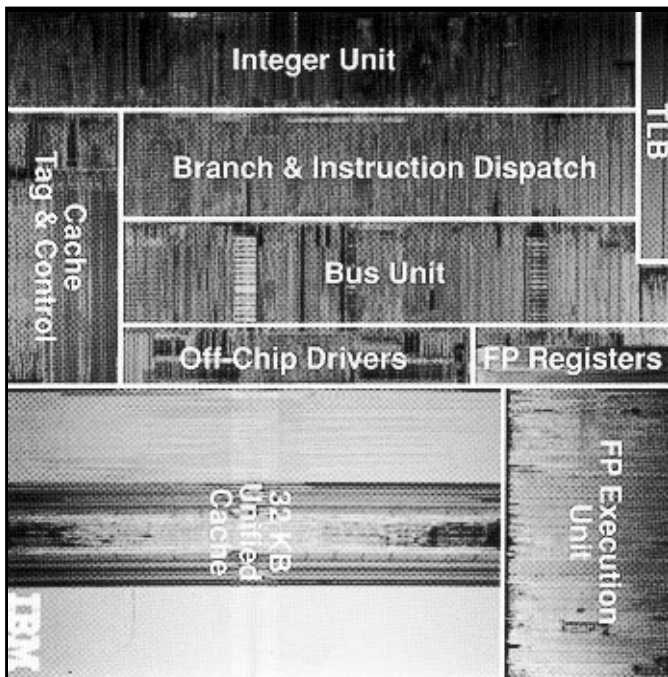 Integer Unit
TLB
Branch & Instruction Dispatch
Cache
Tag & Control
Bus Unit
Off-Chip Drivers
FP Registers
32 KB
Unified
Cache
FP Execution
Unit
IBM